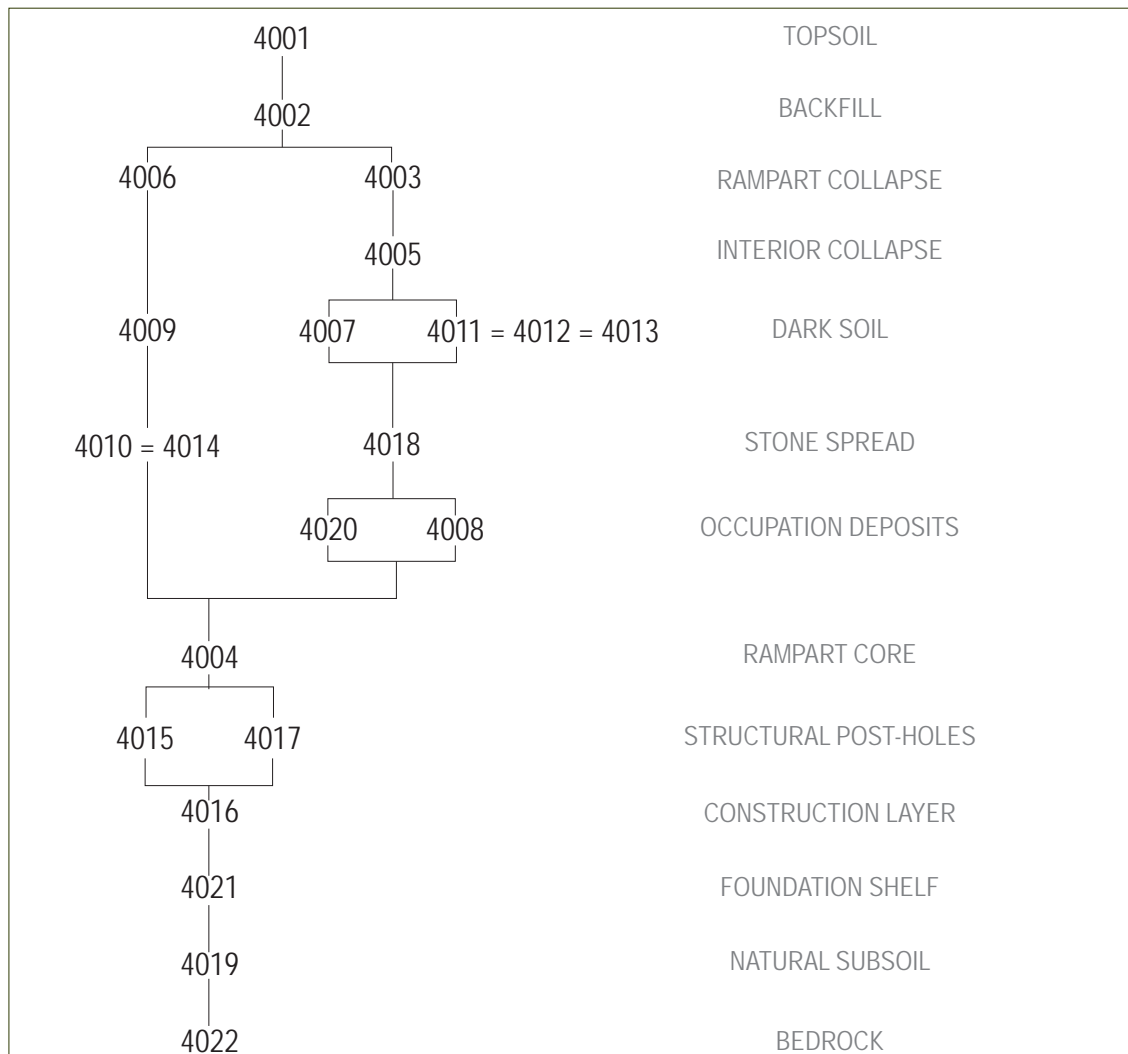 4001 TOPSOIL
4002 BACKFILL
4006 4003 RAMPART COLLAPSE
4005 INTERIOR COLLAPSE
4009 4007 4011 = 4012 = 4013 DARK SOIL
4010 = 4014 4018 STONE SPREAD
4020 4008 OCCUPATION DEPOSITS
4004 RAMPART CORE
4015 4017 STRUCTURAL POST-HOLES
4016 CONSTRUCTION LAYER
4021 FOUNDATION SHELF
4019 NATURAL SUBSOIL
4022 BEDROCK